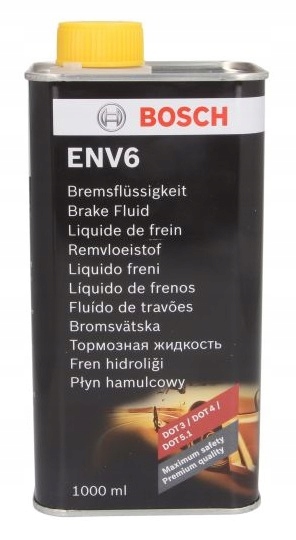 BOSCH
ENV6
Bremsflüssigkeit
Brake Fluid
Liquide de frein
Remvloeistof
Liquido freni
Líquido de frenos
Fluído de travões
Bromsvätska
Тормозная жидкость
Fren hidroliği
Płyn hamulcowy
DOT3 / DOT4 /
DOT5.1
Maximum safety
Premium quality
1000 ml